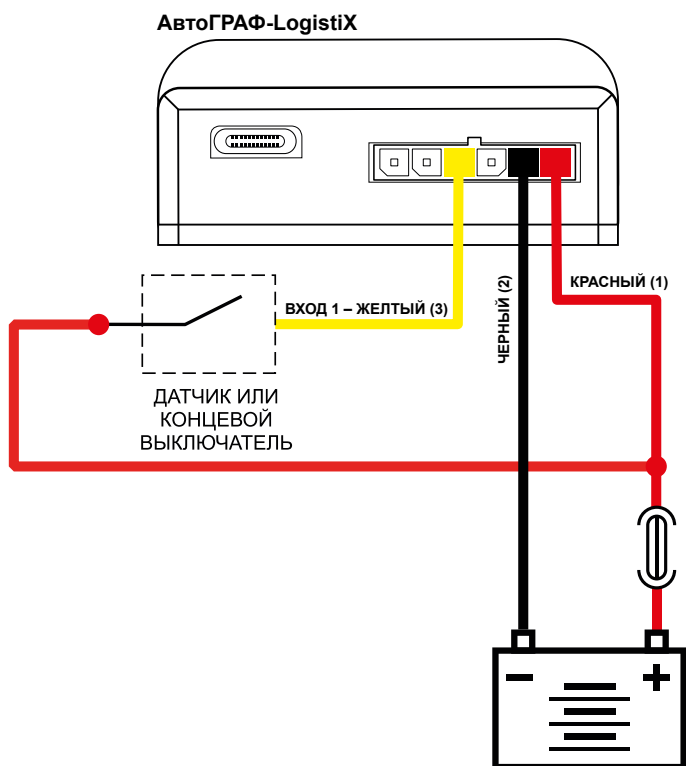 АвтоГРАФ-LogistiX
КРАСНЫЙ (1)
ВХОД 1 – ЖЕЛТЫЙ (3)
ЧЕРНЫЙ (2)
ДАТЧИК ИЛИ
КОНЦЕВОЙ
ВЫКЛЮЧАТЕЛЬ